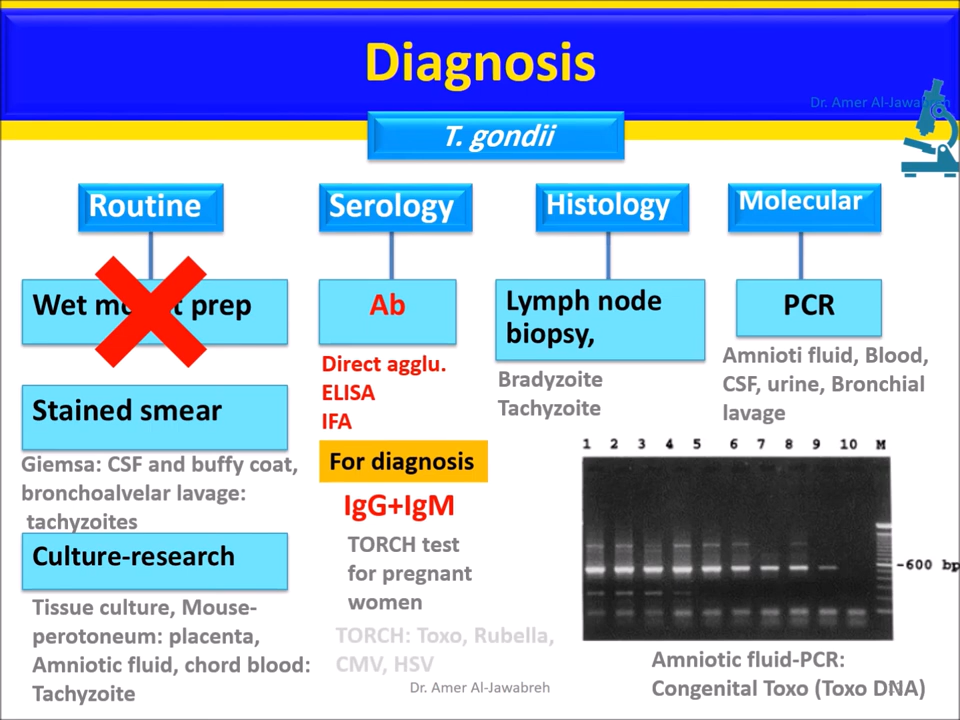 Diagnosis
Dr. Amer Al-Jawabreh
T. gondii
Routine
Wet mount prep
Stained smear
Giemsa: CSF and buffy coat,
bronchoalvelar lavage:
tachyzoites
Culture-research
Tissue culture, Mouse-
perotoneum: placenta,
Amniotic fluid, chord blood:
Tachyzoite
Serology
Ab
Direct agglu.
ELISA
IFA
For diagnosis
IgG+IgM
TORCH test
for pregnant
women
TORCH: Toxo, Rubella,
CMV, HSV
Histology
Lymph node
biopsy,
Bradyzoite
Tachyzoite
Molecular
PCR
Amnioti fluid, Blood,
CSF, urine, Bronchial
lavage
1 2 3 4 5 6 7 8 9 10 M
-600 bp
Amniotic fluid-PCR:
Congenital Toxo (Toxo DNA)
Dr. Amer Al-Jawabreh